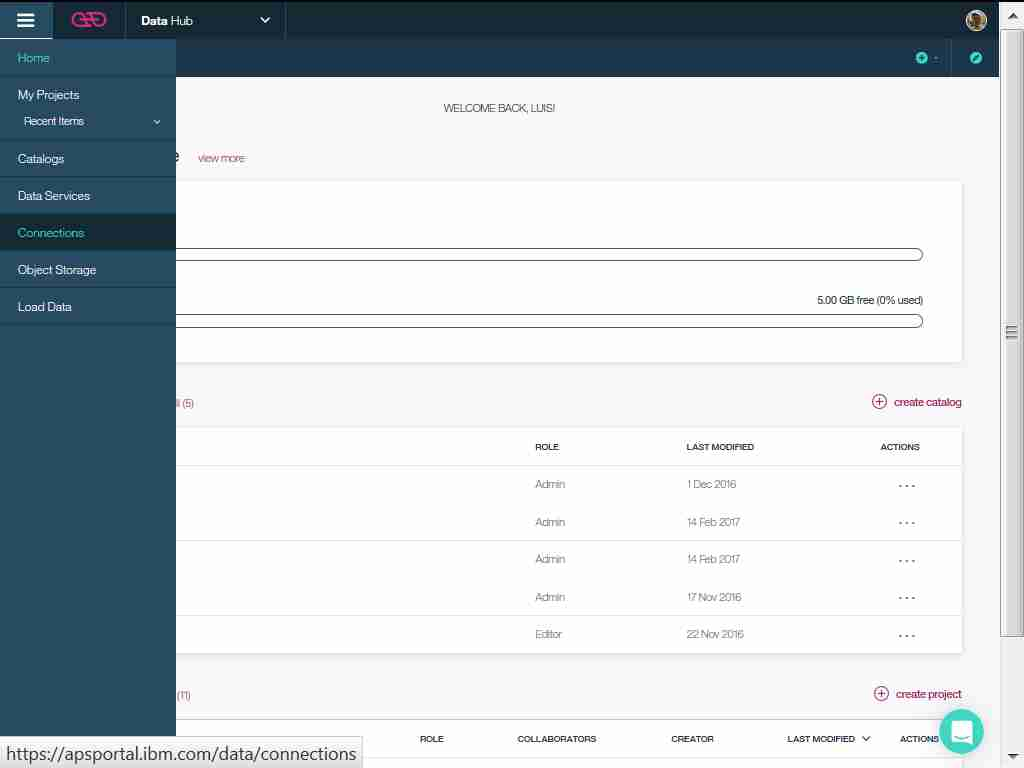 Data Hub
Home
My Projects
Recent Items
Catalogs
Data Services
Connections
Object Storage
Load Data
WELCOME BACK, LUIS!
view more
5.00 GB free (0% used)
(5)
create catalog
ROLE LAST MODIFIED ACTIONS
Admin 1 Dec 2016 ...
Admin 14 Feb 2017 ...
Admin 14 Feb 2017 ...
Admin 17 Nov 2016 ...
Editor 22 Nov 2016 ...
(11)
create project
ROLE COLLABORATORS CREATOR LAST MODIFIED ACTIONS
https://apsportal.ibm.com/data/connections